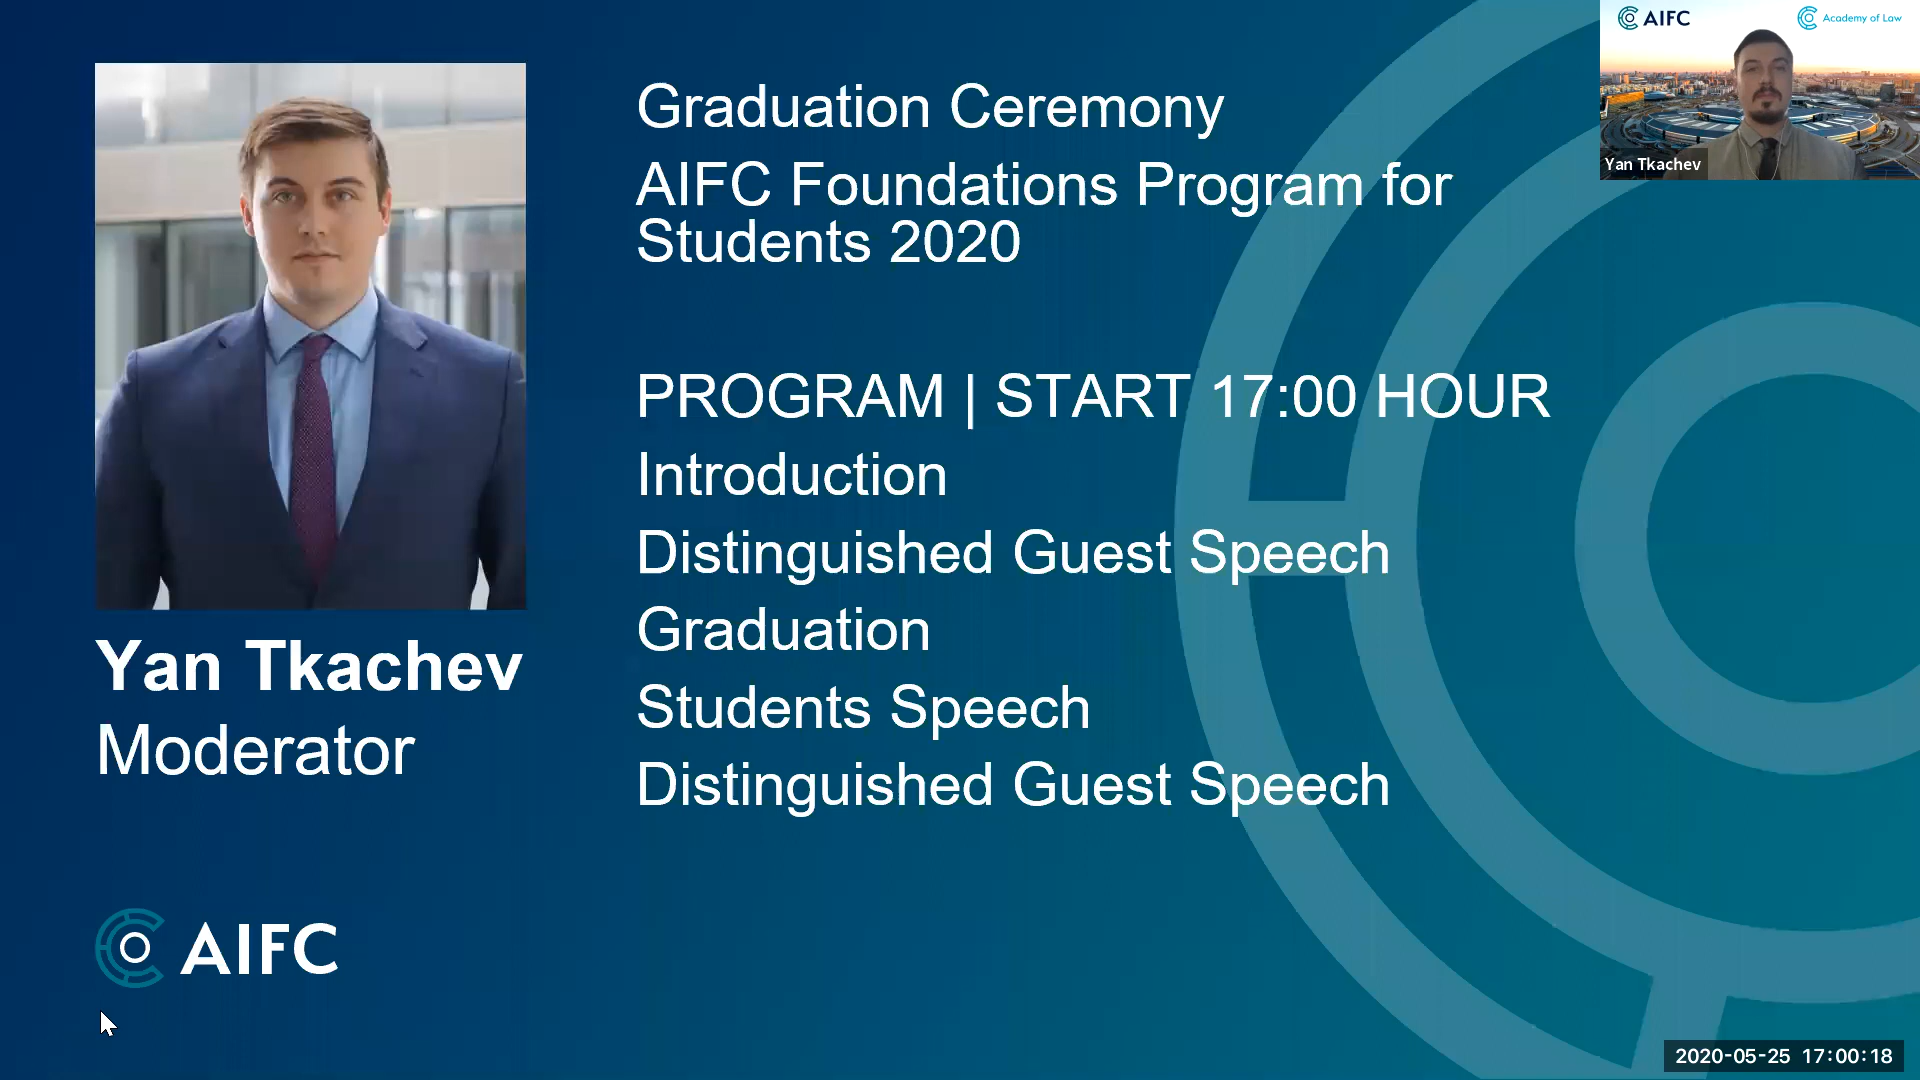 Graduation Ceremony
AIFC Foundations Program for
Students 2020
PROGRAM | START 17:00 HOUR
Introduction
Distinguished Guest Speech
Graduation
Students Speech
Distinguished Guest Speech
Yan Tkachev
Moderator
AIFC
AIFC
Academy of Law
Yan Tkachev
2020-05-25 17:00:18